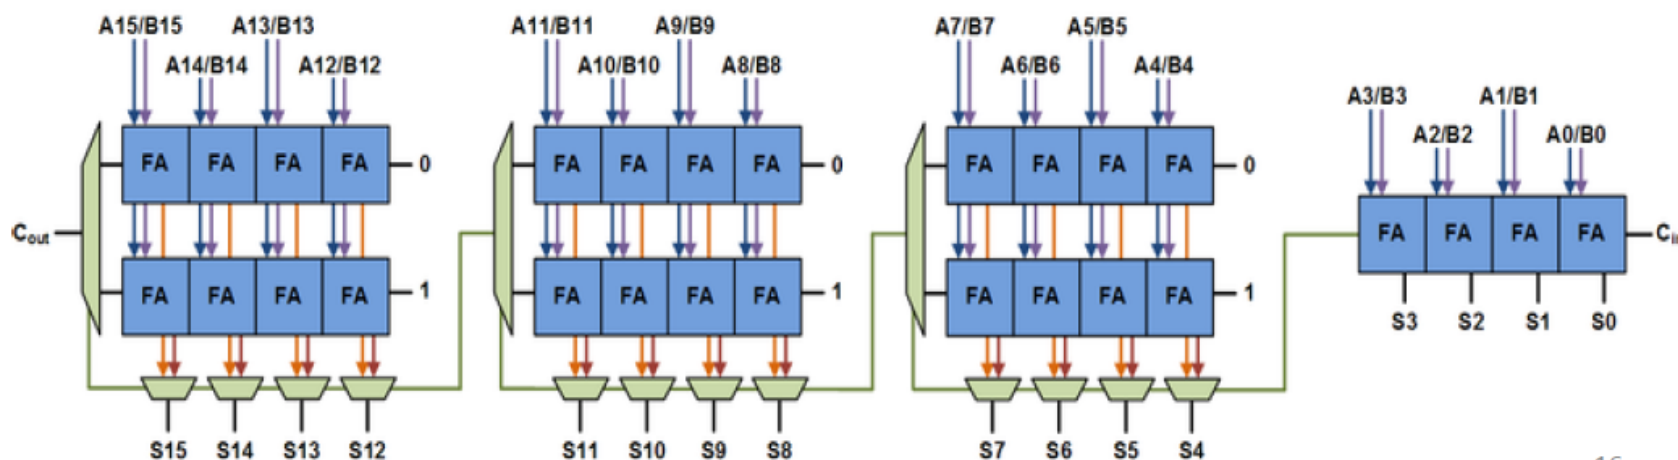 A15/B15 A13/B13 A11/B11 A9/B9 A7/B7 A5/B5
A14/B14 A12/B12 A10/B10 A8/B8 A6/B6 A4/B4
A3/B3 A1/B1
A2/B2 A0/B0
FA FA FA FA 0 FA FA FA FA 0 FA FA FA FA 0
Cout FA FA FA FA
FA FA FA FA 1 FA FA FA FA 1 FA FA FA FA 1
S3 S2 S1 S0
S15 S14 S13 S12 S11 S10 S9 S8 S7 S6 S5 S4